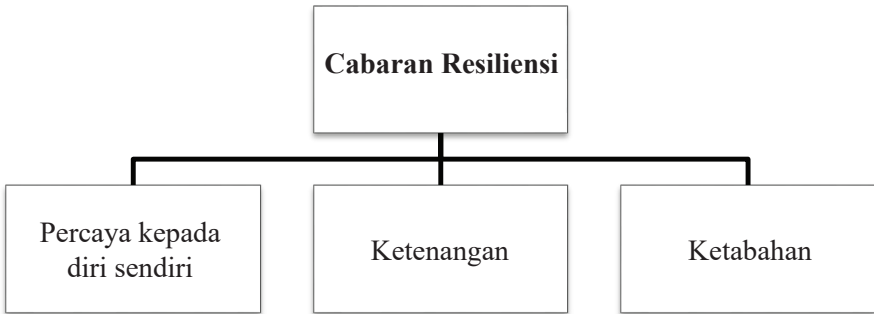 Cabaran Resiliensi
Percaya kepada
diri sendiri
Ketenangan
Ketabahan